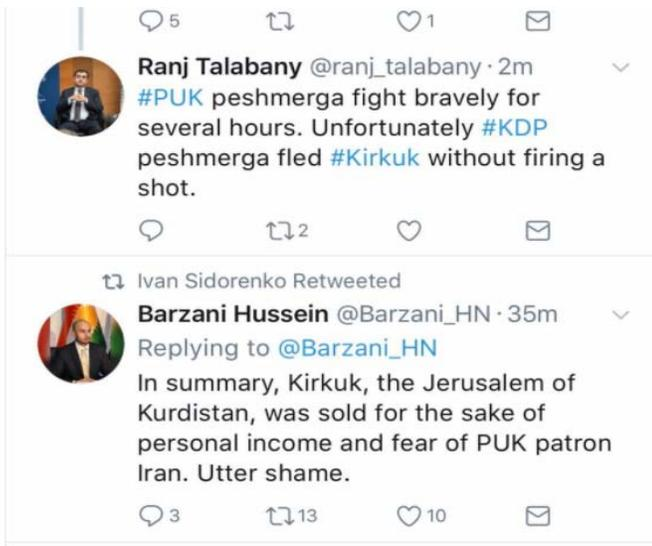 5 1
Ranj Talabany @ranj_talabany · 2m
#PUK peshmerga fight bravely for
several hours. Unfortunately #KDP
peshmerga fled #Kirkuk without firing a
shot.
2
Ivan Sidorenko Retweeted
Barzani Hussein @Barzani_HN · 35m
Replying to @Barzani_HN
In summary, Kirkuk, the Jerusalem of
Kurdistan, was sold for the sake of
personal income and fear of PUK patron
Iran. Utter shame.
3 13 10